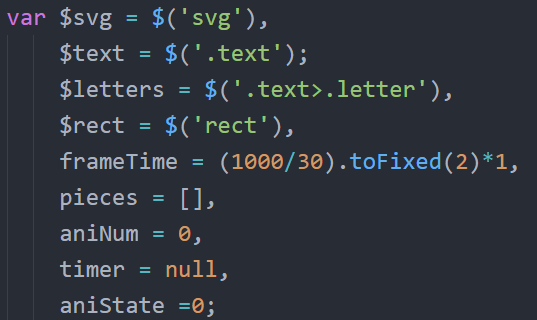 var $svg = $('svg'),
    $text = $('.text');
    $letters = $('.text>.letter'),
    $rect = $('rect'),
    frameTime = (1000/30).toFixed(2)*1,
    pieces = [],
    aniNum = 0,
    timer = null,
    aniState =0;